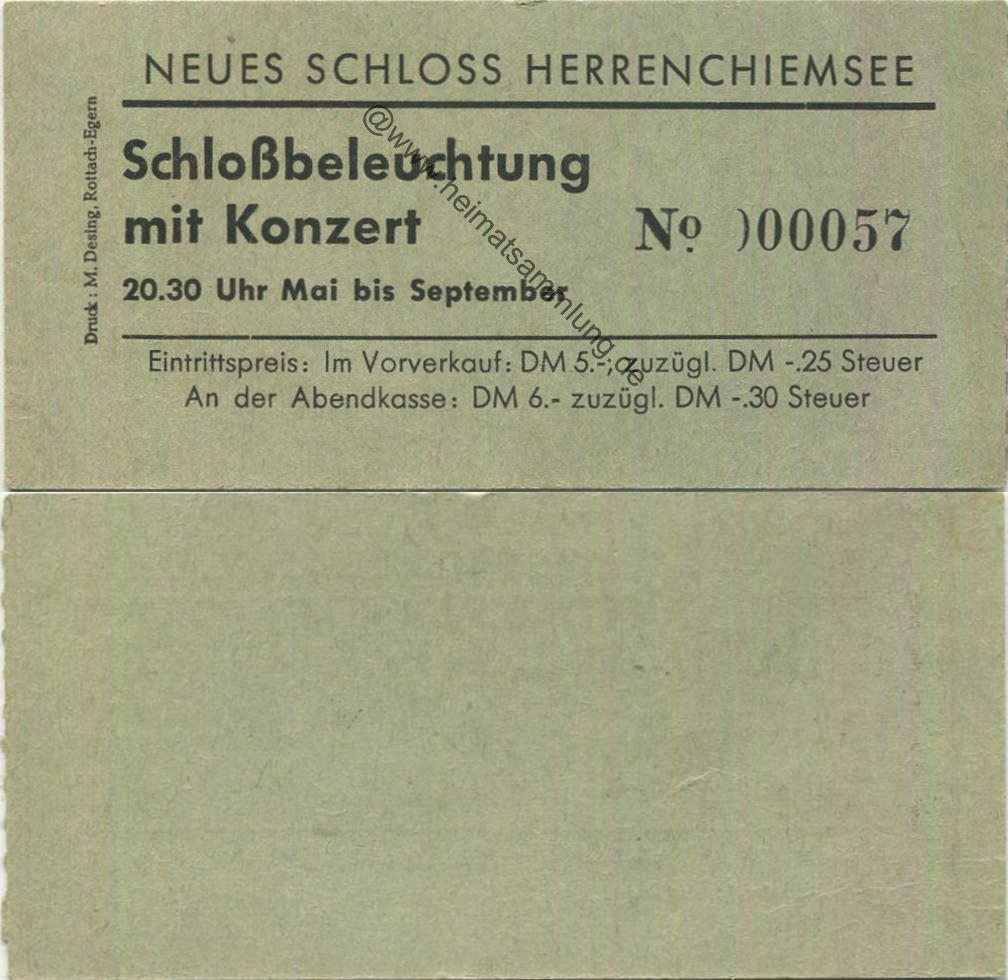 NEUES SCHLOSS HERRENCHIEMSEE
Schloßbeleuchtung
mit Konzert
No )00057
20.30 Uhr Mai bis September
Eintrittspreis: Im Vorverkauf: DM 5.-; zuzügl. DM -.25 Steuer
An der Abendkasse: DM 6.- zuzügl. DM -.30 Steuer
Druck: M. Desing, Rottach-Egern
@www.heimatsammlung.de